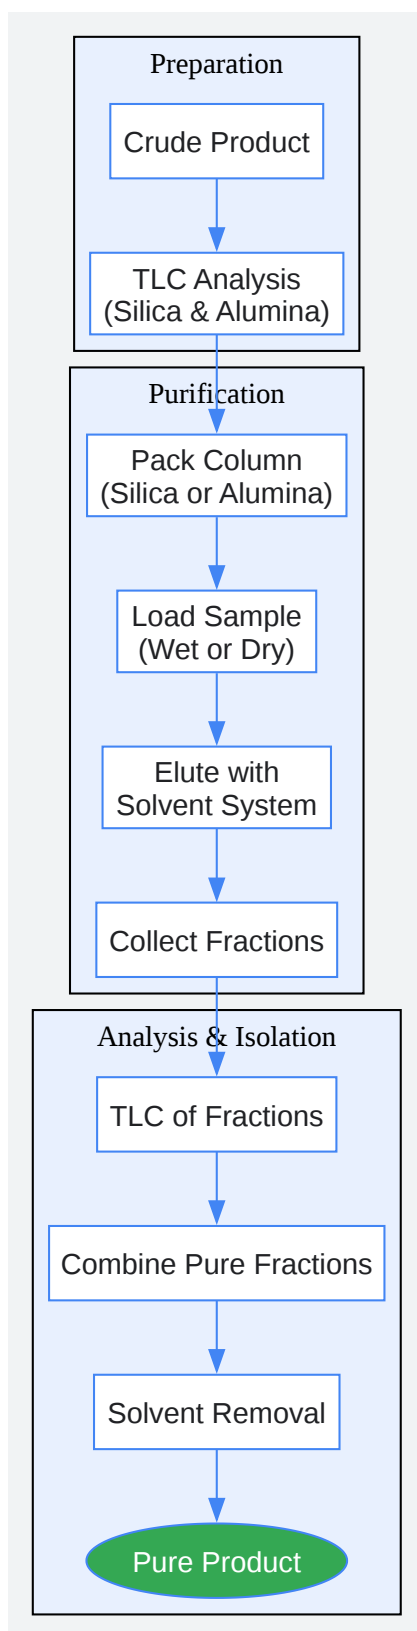 Preparation
Crude Product
TLC Analysis
(Silica & Alumina)
Purification
Pack Column
(Silica or Alumina)
Load Sample
(Wet or Dry)
Elute with
Solvent System
Collect Fractions
Analysis & Isolation
TLC of Fractions
Combine Pure Fractions
Solvent Removal
Pure Product